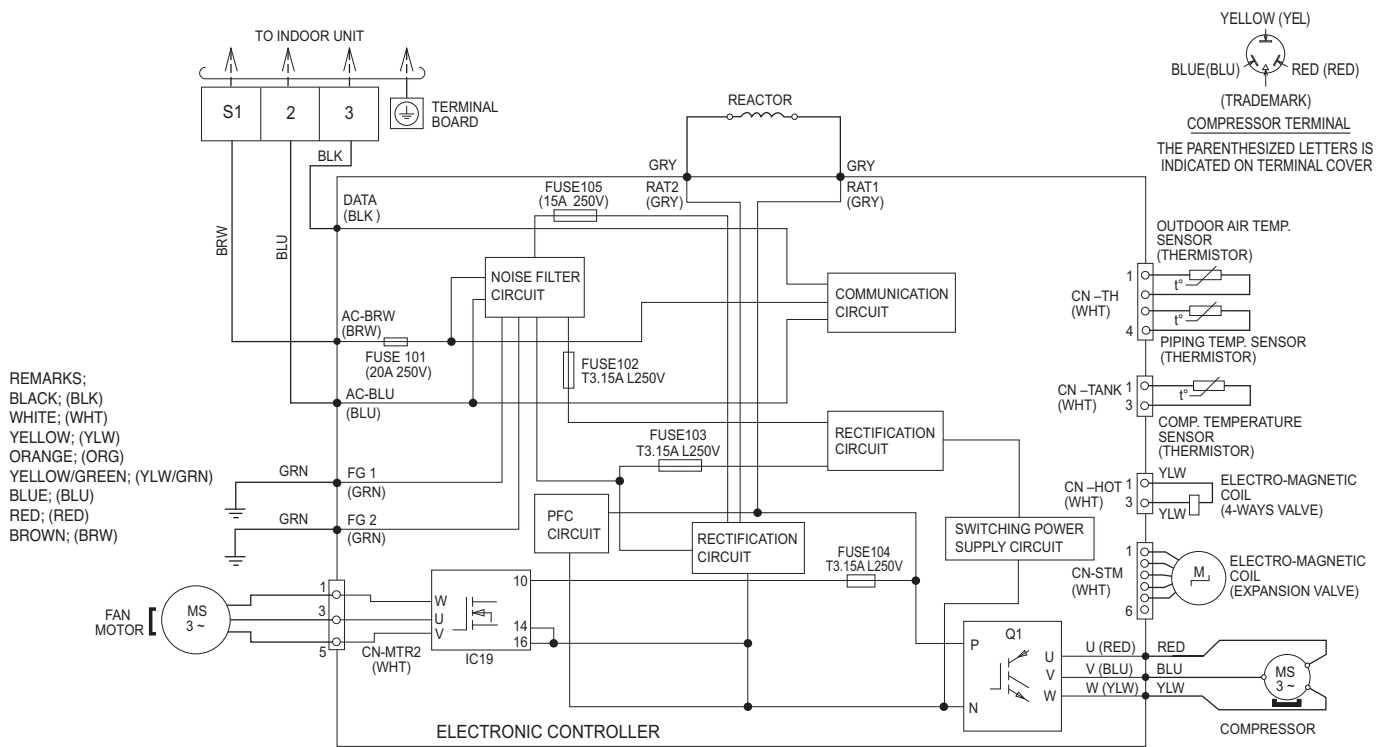 TO INDOOR UNIT
S1
2
3
TERMINAL
BOARD
REACTOR
YELLOW (YEL)
BLUE(BLU)
RED (RED)
(TRADEMARK)
COMPRESSOR TERMINAL
THE PARENTHESIZED LETTERS IS
INDICATED ON TERMINAL COVER
BLK
GRY
GRY
BRW
BLU
DATA
(BLK )
FUSE105
(15A 250V)
RAT2
(GRY)
RAT1
(GRY)
NOISE FILTER
CIRCUIT
COMMUNICATION
CIRCUIT
AC-BRW
(BRW)
FUSE 101
(20A 250V)
FUSE102
T3.15A L250V
AC-BLU
(BLU)
OUTDOOR AIR TEMP.
SENSOR
(THERMISTOR)
CN –TH
(WHT)
1
4
t°
t°
PIPING TEMP. SENSOR
(THERMISTOR)
CN –TANK
(WHT)
1
3
t°
COMP. TEMPERATURE
SENSOR
(THERMISTOR)
REMARKS;
BLACK; (BLK)
WHITE; (WHT)
YELLOW; (YLW)
ORANGE; (ORG)
YELLOW/GREEN; (YLW/GRN)
BLUE; (BLU)
RED; (RED)
BROWN; (BRW)
RECTIFICATION
CIRCUIT
FUSE103
T3.15A L250V
GRN
FG 1
(GRN)
GRN
FG 2
(GRN)
PFC
CIRCUIT
RECTIFICATION
CIRCUIT
SWITCHING POWER
SUPPLY CIRCUIT
CN –HOT
(WHT)
1
3
YLW
YLW
ELECTRO-MAGNETIC
COIL
(4-WAYS VALVE)
FUSE104
T3.15A L250V
CN-STM
(WHT)
1
6
M
ELECTRO-MAGNETIC
COIL
(EXPANSION VALVE)
FAN
MOTOR
MS
3 ~
1
3
5
CN-MTR2
(WHT)
W
U
V
10
14
16
IC19
Q1
P
N
U
V
W
U (RED)
V (BLU)
W (YLW)
RED
BLU
YLW
MS
3 ~
COMPRESSOR
ELECTRONIC CONTROLLER